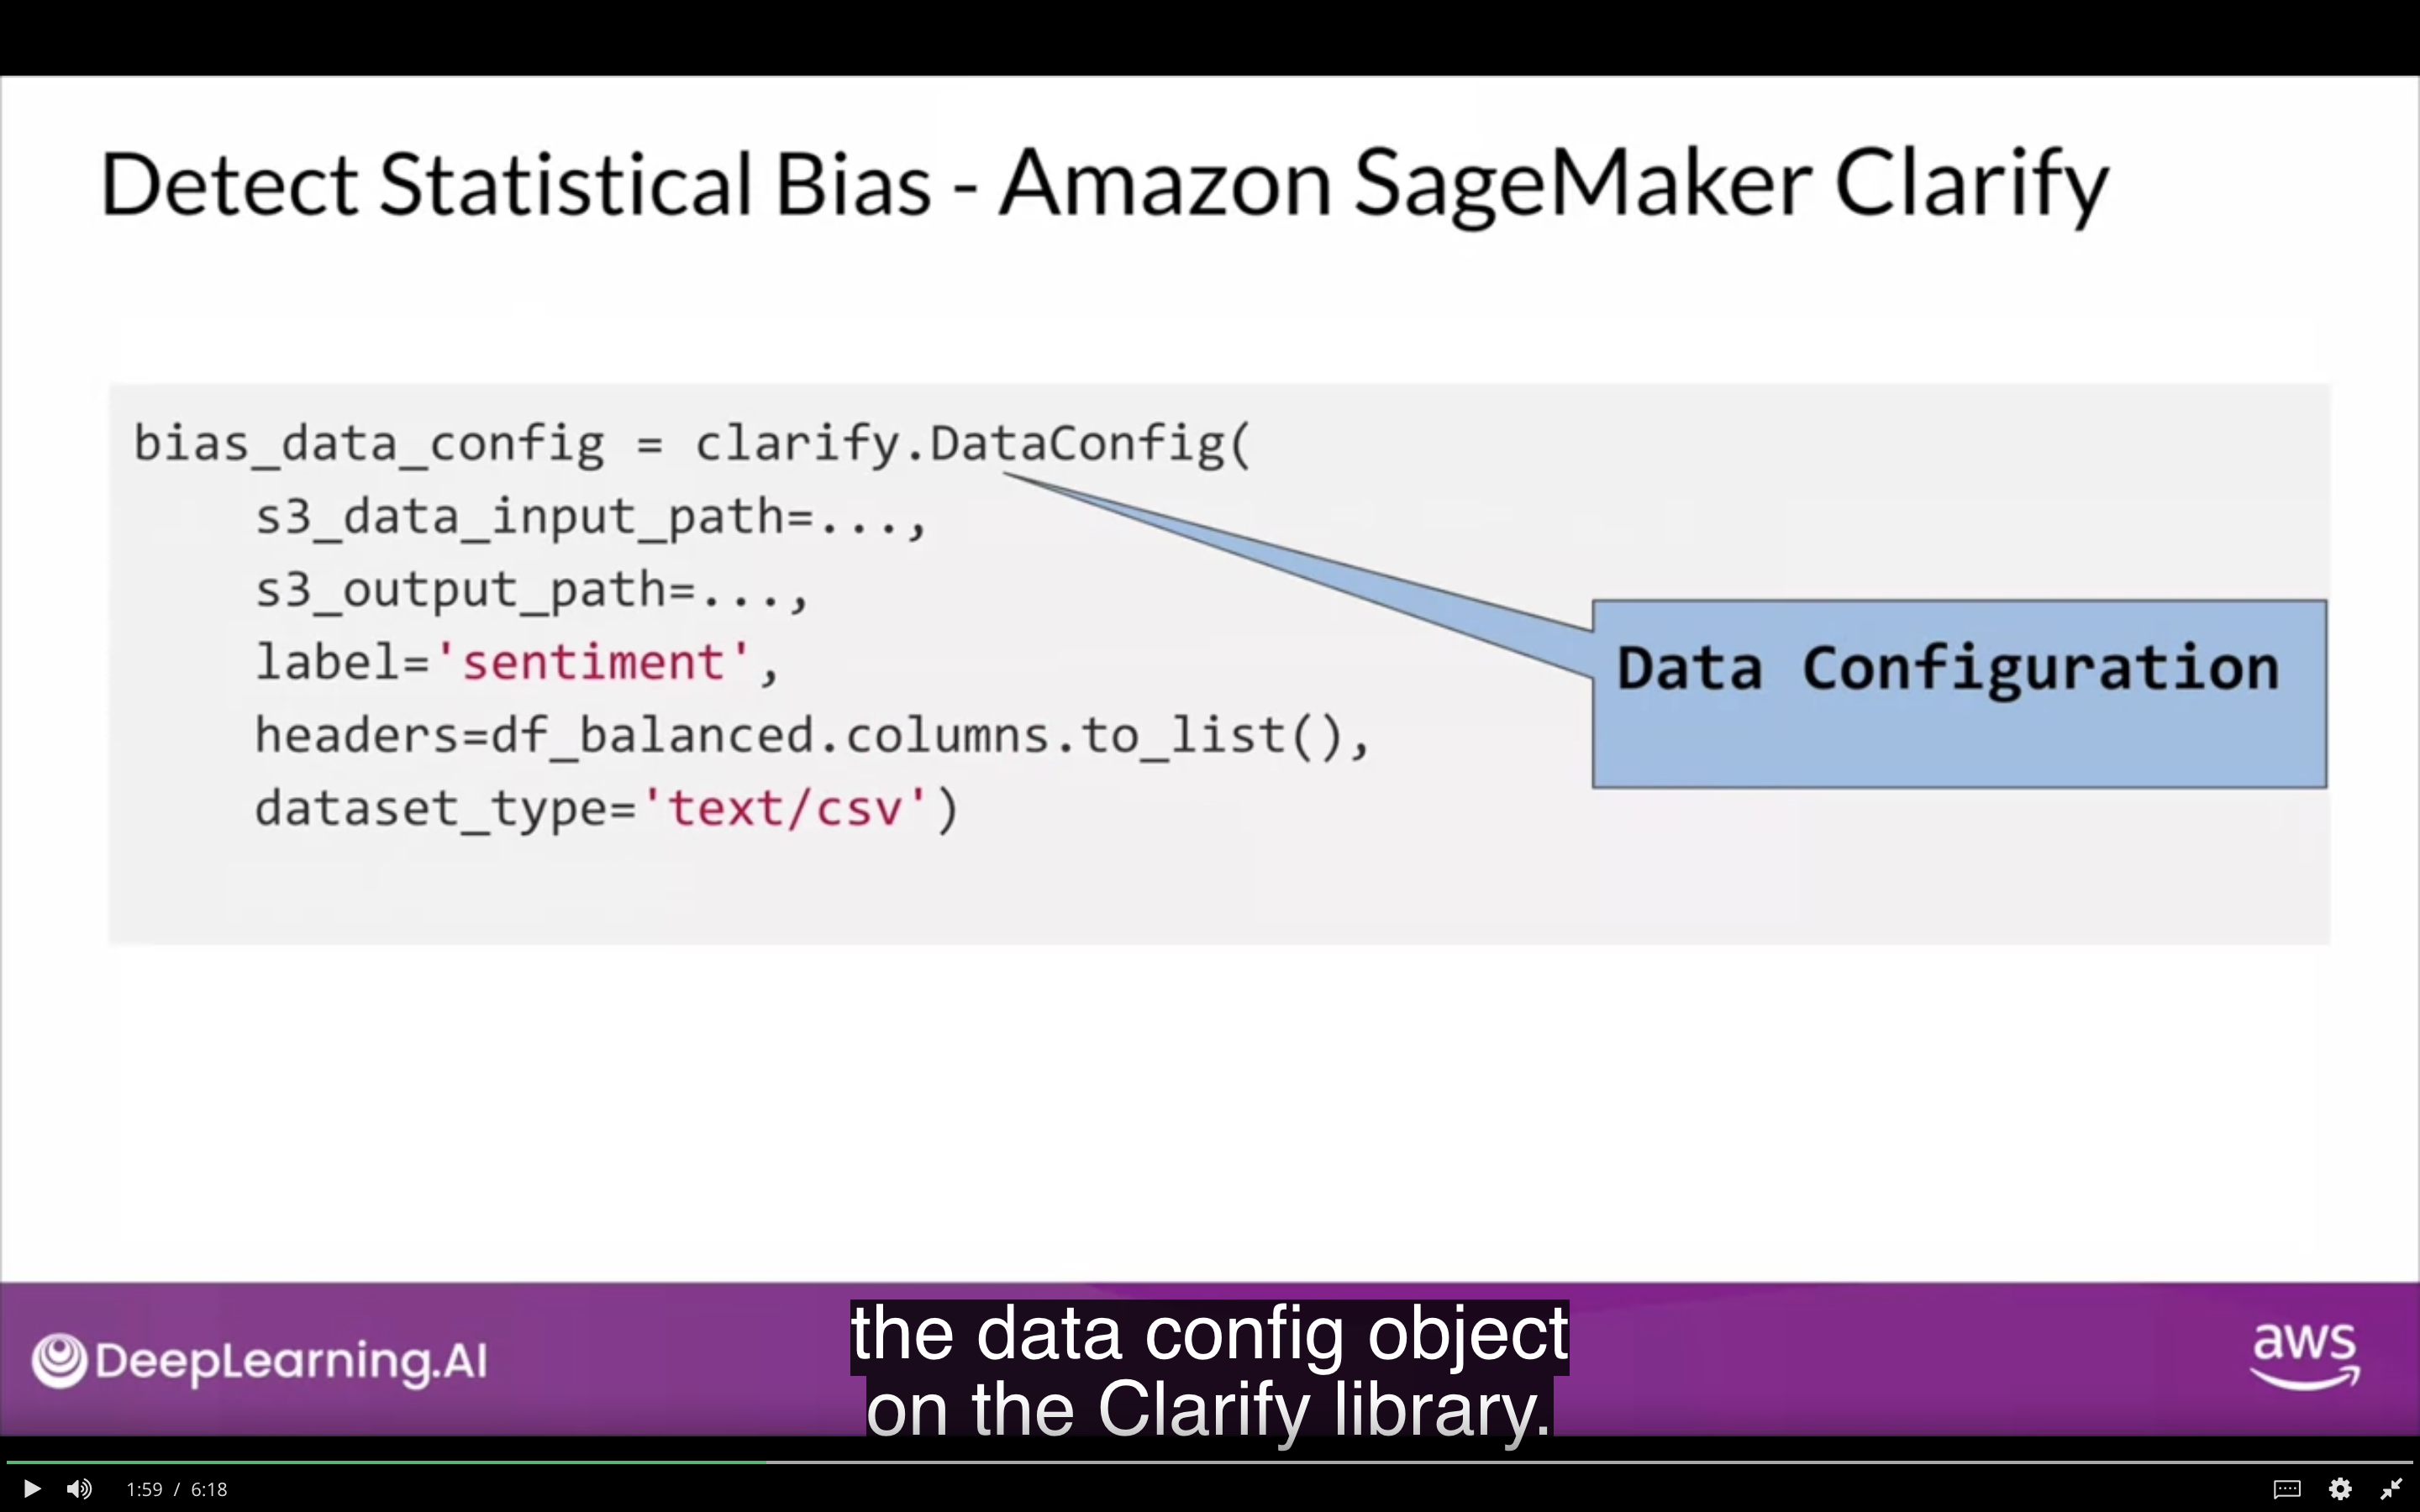 Detect Statistical Bias - Amazon SageMaker Clarify
bias_data_config = clarify.DataConfig(
s3_data_input_path=...,
s3_output_path=...,
label='sentiment',
headers=df_balanced.columns.to_list(),
dataset_type='text/csv')
Data Configuration
DeepLearning.AI
the data config object
on the Clarify library.
aws
1:59 / 6:18